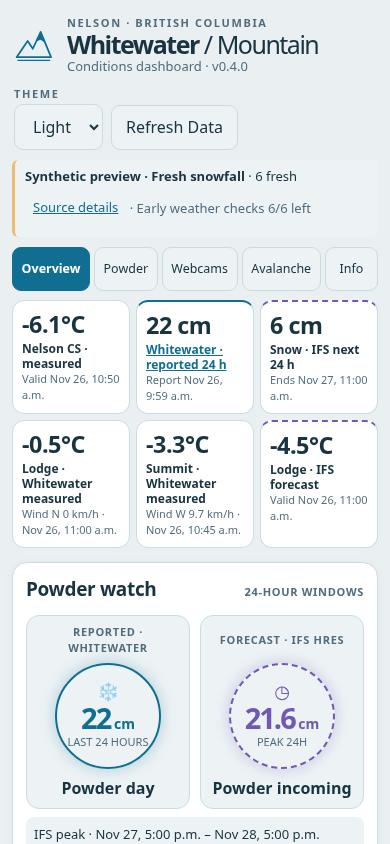 NELSON · BRITISH COLUMBIA
Whitewater / Mountain
Conditions dashboard · v0.4.0
THEME
Light
Refresh Data
Synthetic preview · Fresh snowfall · 6 fresh
Source details · Early weather checks 6/6 left
Overview
Powder
Webcams
Avalanche
Info
-6.1°C
Nelson CS ·
measured
Valid Nov 26, 10:50
a.m.
22 cm
Whitewater ·
reported 24 h
Report Nov 26,
9:59 a.m.
6 cm
Snow · IFS next
24 h
Ends Nov 27, 11:00
a.m.
-0.5°C
Lodge ·
Whitewater
measured
Wind N 0 km/h ·
Nov 26, 11:00 a.m.
-3.3°C
Summit ·
Whitewater
measured
Wind W 9.7 km/h ·
Nov 26, 10:45 a.m.
-4.5°C
Lodge · IFS
forecast
Valid Nov 26, 11:00
a.m.
Powder watch
24-HOUR WINDOWS
REPORTED ·
WHITEWATER
22 cm
LAST 24 HOURS
Powder day
FORECAST · IFS HRES
21.6 cm
PEAK 24H
Powder incoming
IFS peak · Nov 27, 5:00 p.m. – Nov 28, 5:00 p.m.